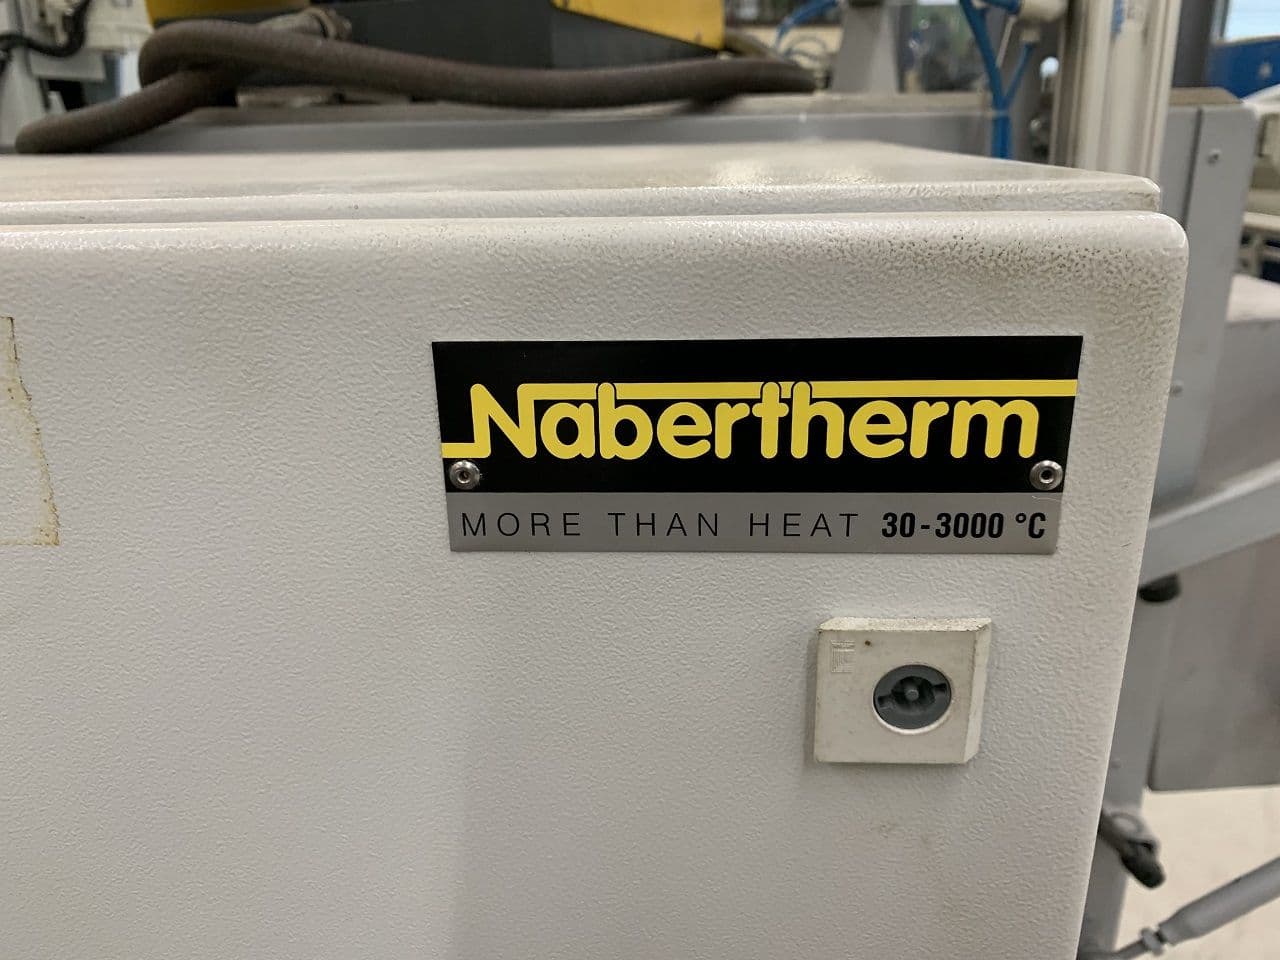 Nabertherm
MORE THAN HEAT 30-3000 °C